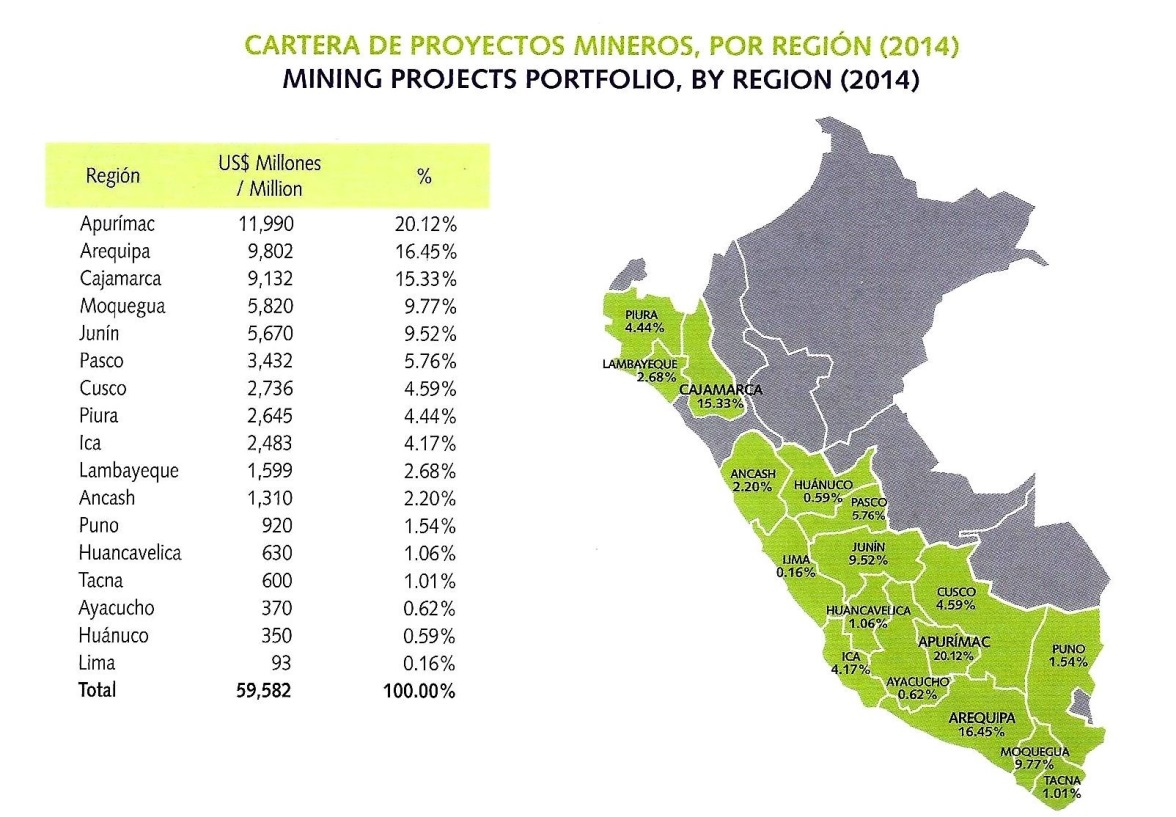 CARTERA DE PROYECTOS MINEROS, POR REGIÓN (2014)
MINING PROJECTS PORTFOLIO, BY REGION (2014)
Región US$ Millones / Million %
Apurímac 11,990 20.12%
Arequipa 9,802 16.45%
Cajamarca 9,132 15.33%
Moquegua 5,820 9.77%
Junín 5,670 9.52%
Pasco 3,432 5.76%
Cusco 2,736 4.59%
Piura 2,645 4.44%
Ica 2,483 4.17%
Lambayeque 1,599 2.68%
Ancash 1,310 2.20%
Puno 920 1.54%
Huancavelica 630 1.06%
Tacna 600 1.01%
Ayacucho 370 0.62%
Huánuco 350 0.59%
Lima 93 0.16%
Total 59,582 100.00%
PIURA
4.44%
LAMBAYEQUE
2.68%
CAJAMARCA
15.33%
ANCASH
2.20%
HUÁNUCO
0.59%
PASCO
5.76%
LIMA
0.16%
JUNÍN
9.52%
CUSCO
4.59%
HUANCAVELICA
1.06%
APURÍMAC
20.12%
PUNO
1.54%
ICA
4.17%
AYACUCHO
0.62%
AREQUIPA
16.45%
MOQUEGUA
9.77%
TACNA
1.01%